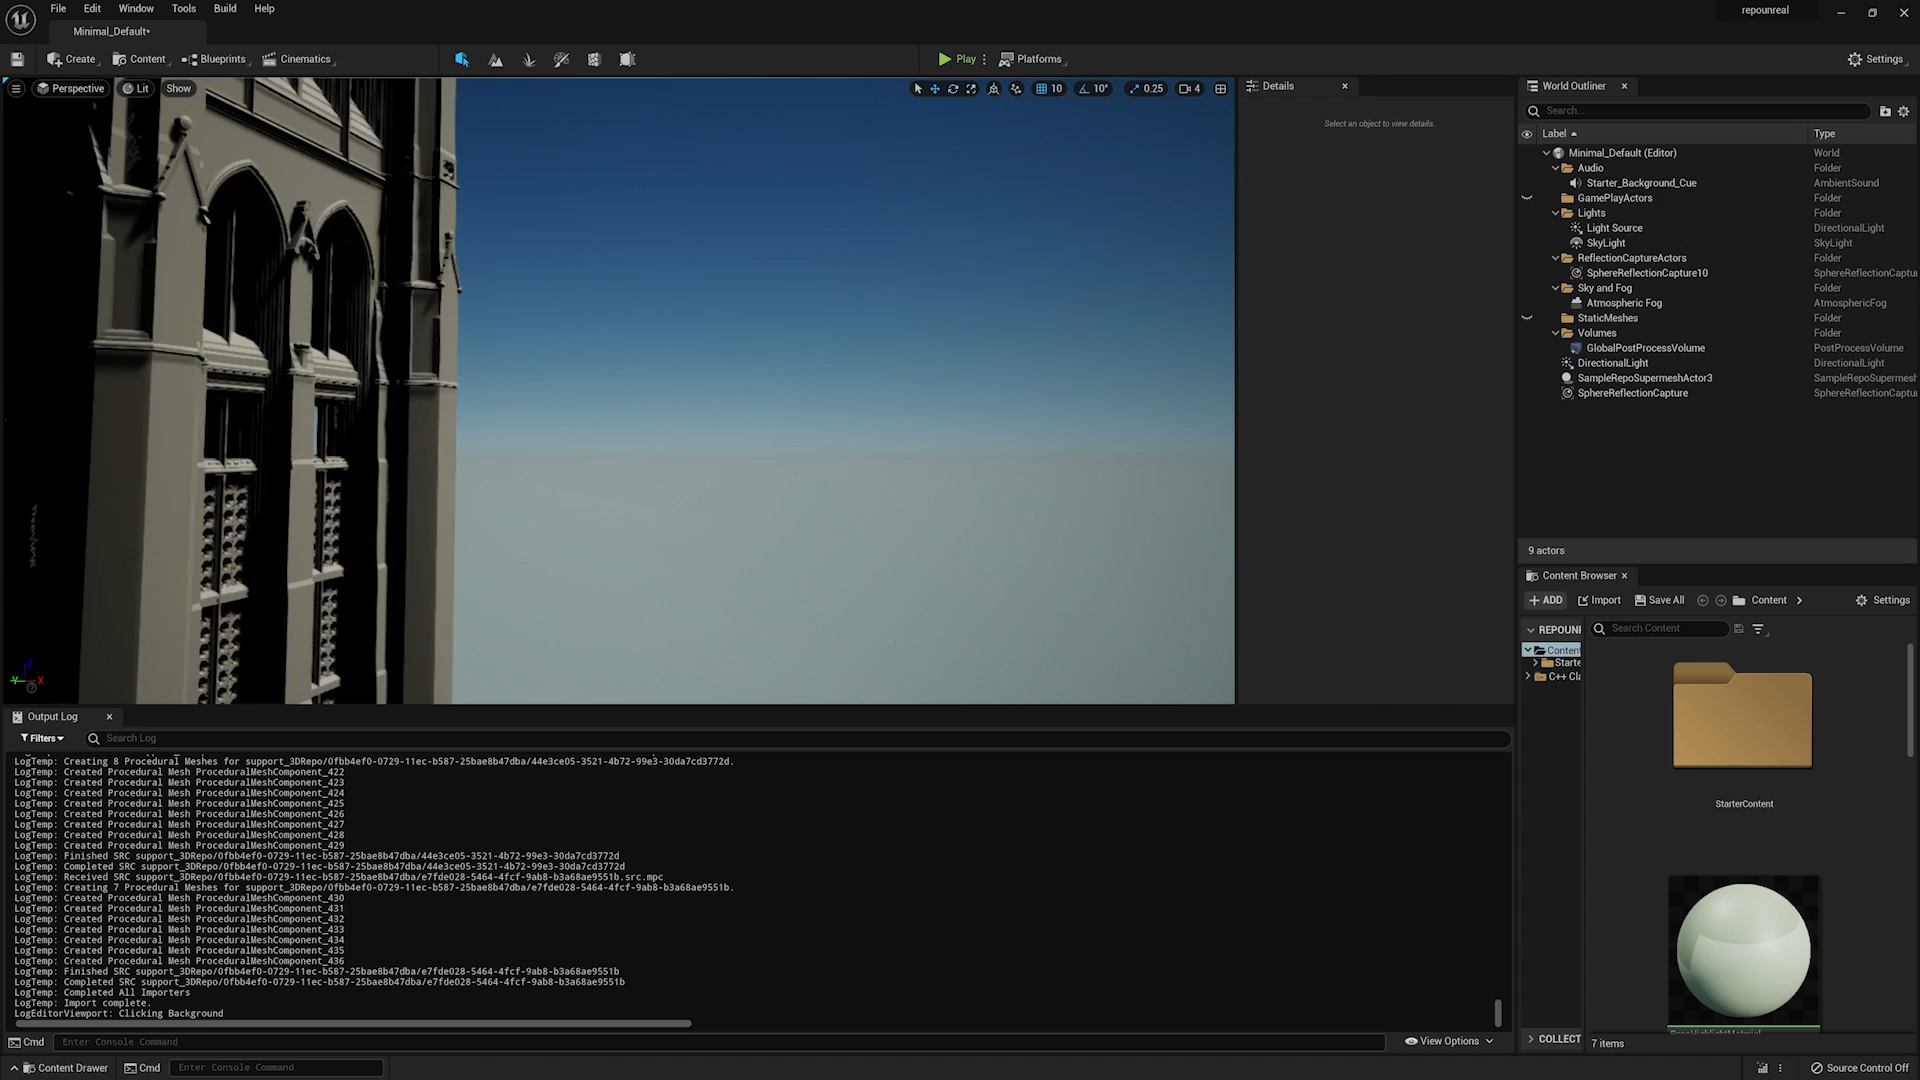 File Edit Window Tools Build Help
repounreal
Minimal_Default•
Create Content Blueprints Cinematics Play Platforms Settings
Perspective Lit Show 10 10° 0.25 4
Details
Select an object to view details.
World Outliner
Search...
Label Type
Minimal_Default (Editor) World
Audio Folder
Starter_Background_Cue AmbientSound
GamePlayActors Folder
Lights Folder
Light Source DirectionalLight
SkyLight SkyLight
ReflectionCaptureActors Folder
SphereReflectionCapture10 SphereReflectionCaptu
Sky and Fog Folder
Atmospheric Fog AtmosphericFog
StaticMeshes Folder
Volumes Folder
GlobalPostProcessVolume PostProcessVolume
DirectionalLight DirectionalLight
SampleRepoSupermeshActor3 SampleRepoSupermesh
SphereReflectionCapture SphereReflectionCaptu
9 actors
Content Browser
ADD Import Save All Content Settings
REPOUNF
Search Content
Content
Starte
C++ Cla
StarterContent
COLLECT
7 items
Y X Z
Output Log
Filters
Search Log
LogTemp: Creating 8 Procedural Meshes for support_3DRepo/0fbb4ef0-0729-11ec-b587-25bae8b47dba/44e3ce05-3521-4b72-99e3-30da7cd3772d.
LogTemp: Created Procedural Mesh ProceduralMeshComponent_422
LogTemp: Created Procedural Mesh ProceduralMeshComponent_423
LogTemp: Created Procedural Mesh ProceduralMeshComponent_424
LogTemp: Created Procedural Mesh ProceduralMeshComponent_425
LogTemp: Created Procedural Mesh ProceduralMeshComponent_426
LogTemp: Created Procedural Mesh ProceduralMeshComponent_427
LogTemp: Created Procedural Mesh ProceduralMeshComponent_428
LogTemp: Created Procedural Mesh ProceduralMeshComponent_429
LogTemp: Finished SRC support_3DRepo/0fbb4ef0-0729-11ec-b587-25bae8b47dba/44e3ce05-3521-4b72-99e3-30da7cd3772d
LogTemp: Completed SRC support_3DRepo/0fbb4ef0-0729-11ec-b587-25bae8b47dba/44e3ce05-3521-4b72-99e3-30da7cd3772d
LogTemp: Received SRC support_3DRepo/0fbb4ef0-0729-11ec-b587-25bae8b47dba/e7fde028-5464-4fcf-9ab8-b3a68ae9551b.src.mpc
LogTemp: Creating 7 Procedural Meshes for support_3DRepo/0fbb4ef0-0729-11ec-b587-25bae8b47dba/e7fde028-5464-4fcf-9ab8-b3a68ae9551b.
LogTemp: Created Procedural Mesh ProceduralMeshComponent_430
LogTemp: Created Procedural Mesh ProceduralMeshComponent_431
LogTemp: Created Procedural Mesh ProceduralMeshComponent_432
LogTemp: Created Procedural Mesh ProceduralMeshComponent_433
LogTemp: Created Procedural Mesh ProceduralMeshComponent_434
LogTemp: Created Procedural Mesh ProceduralMeshComponent_435
LogTemp: Created Procedural Mesh ProceduralMeshComponent_436
LogTemp: Finished SRC support_3DRepo/0fbb4ef0-0729-11ec-b587-25bae8b47dba/e7fde028-5464-4fcf-9ab8-b3a68ae9551b
LogTemp: Completed SRC support_3DRepo/0fbb4ef0-0729-11ec-b587-25bae8b47dba/e7fde028-5464-4fcf-9ab8-b3a68ae9551b
LogTemp: Completed All Importers
LogTemp: Import complete.
LogEditorViewport: Clicking Background
Cmd Enter Console Command View Options
Content Drawer Cmd Enter Console Command Source Control Off